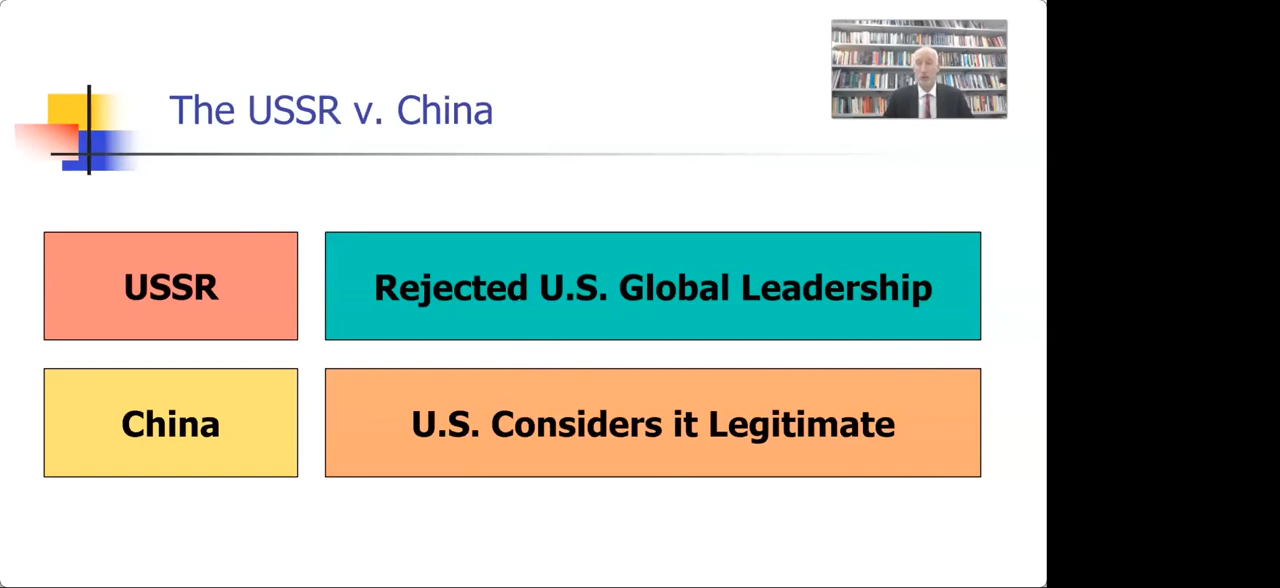 The USSR v. China
USSR
Rejected U.S. Global Leadership
China
U.S. Considers it Legitimate